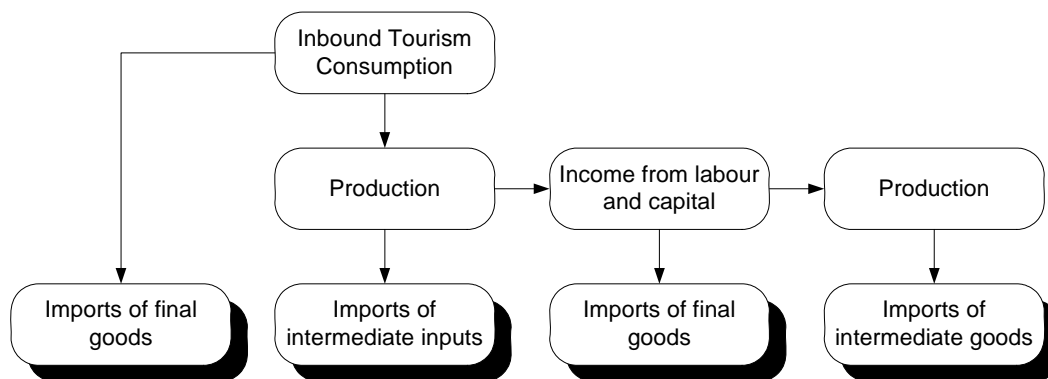 Inbound Tourism
Consumption
Production
Income from labour
and capital
Production
Imports of final
goods
Imports of
intermediate inputs
Imports of final
goods
Imports of
intermediate goods